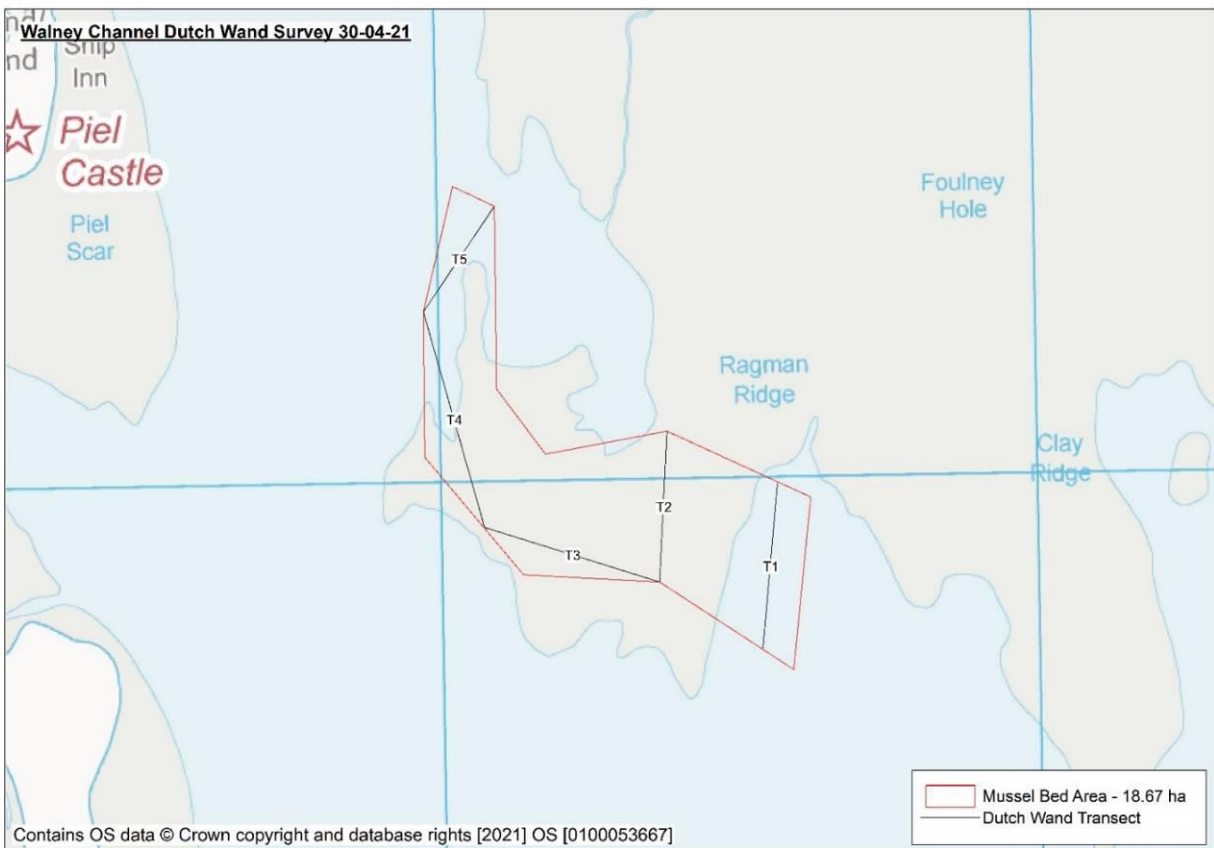 Walney Channel Dutch Wand Survey 30-04-21
nd
Ship
Inn
Piel
Castle
Piel
Scar
Foulney
Hole
Ragman
Ridge
Clay
Ridge
T5
T4
T2
T3
T1
Mussel Bed Area - 18.67 ha
Dutch Wand Transect
Contains OS data © Crown copyright and database rights [2021] OS [0100053667]